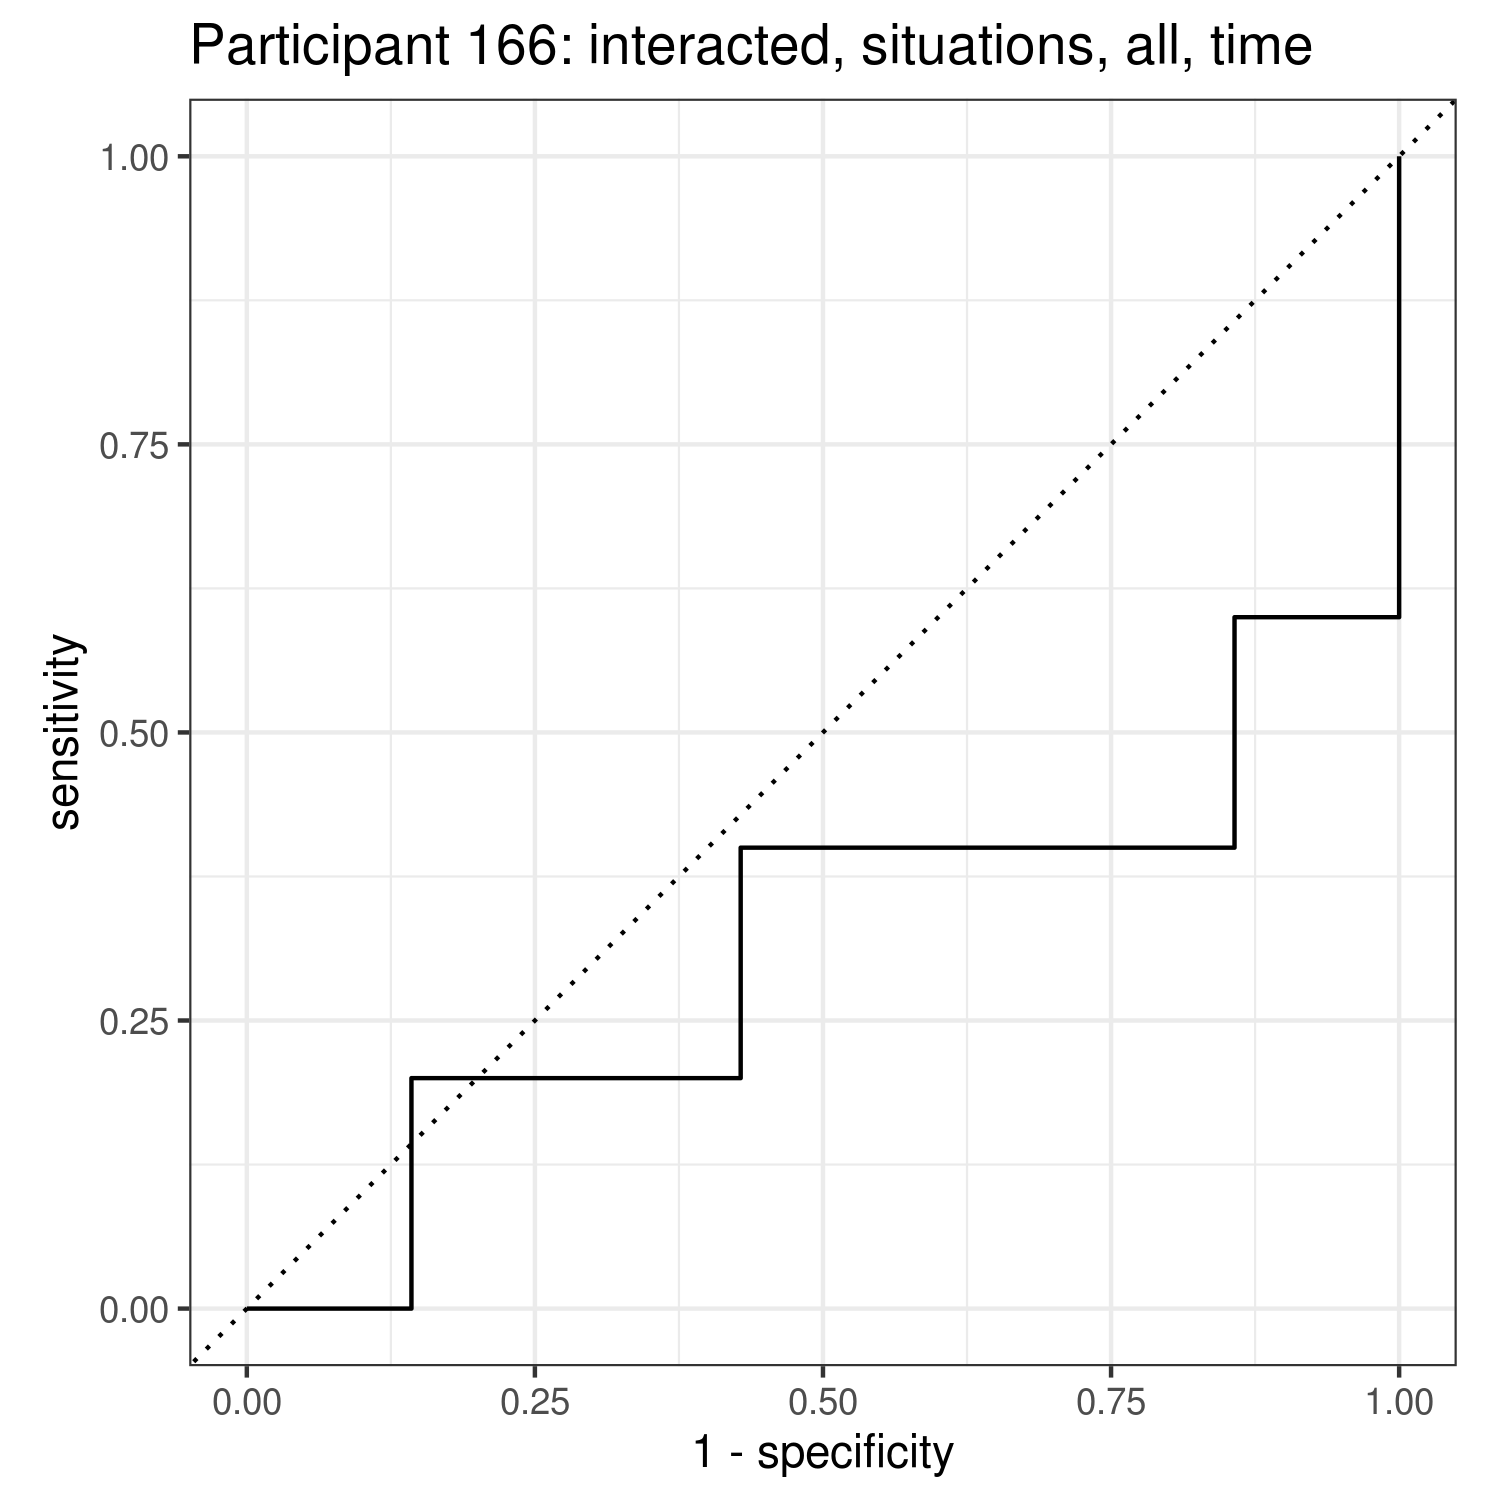 Participant 166: interacted, situations, all, time
1.00
0.75
0.50
0.25
0.00
sensitivity
0.00 0.25 0.50 0.75 1.00
1 - specificity